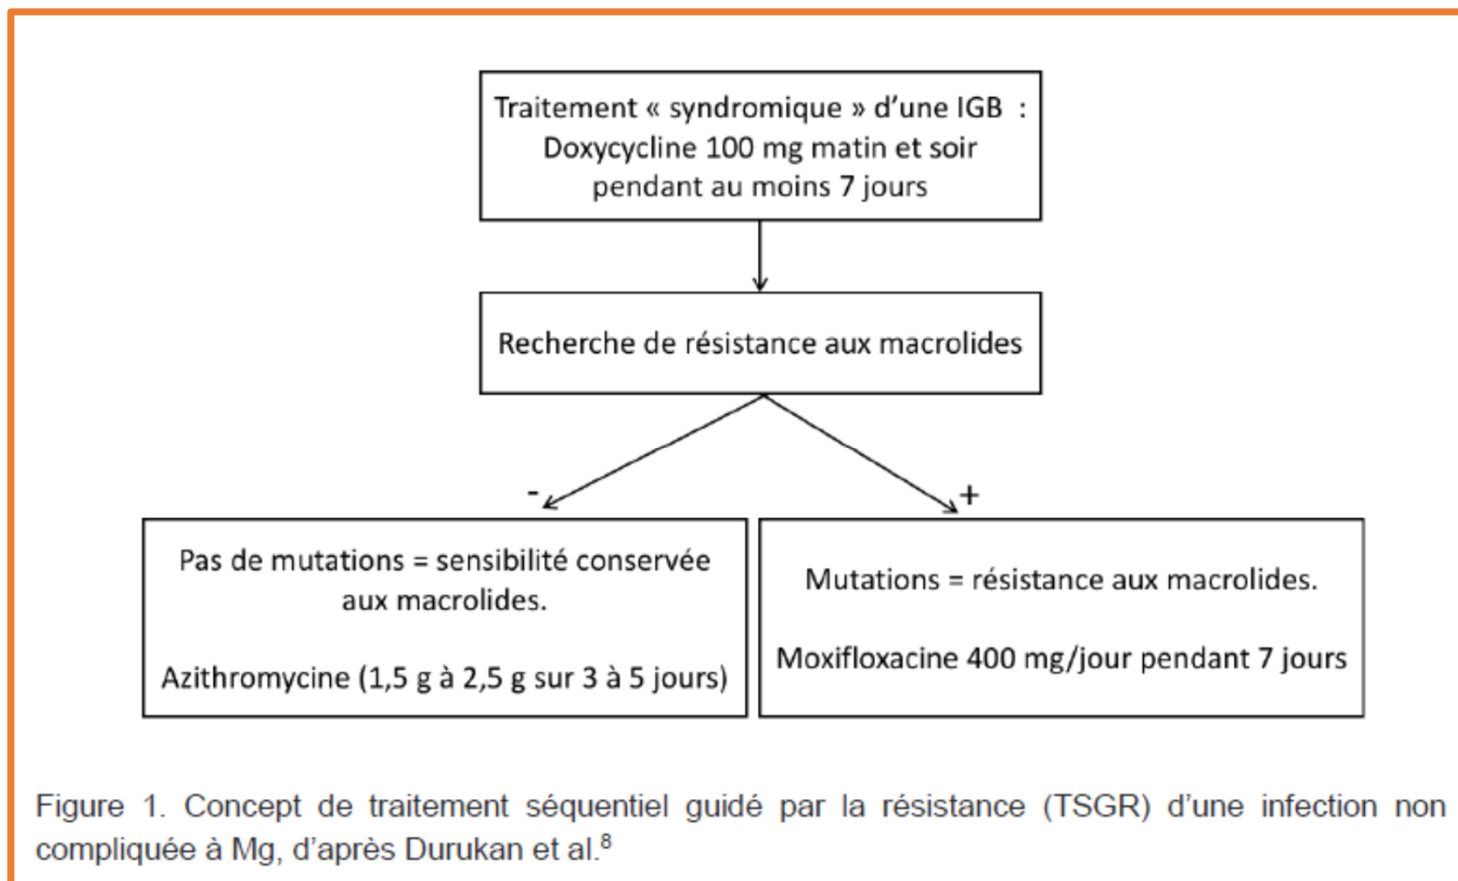 Traitement « syndromique » d’une IGB :
Doxycycline 100 mg matin et soir
pendant au moins 7 jours
Recherche de résistance aux macrolides
-
+
Pas de mutations = sensibilité conservée
aux macrolides.
Azithromycine (1,5 g à 2,5 g sur 3 à 5 jours)
Mutations = résistance aux macrolides.
Moxifloxacine 400 mg/jour pendant 7 jours
Figure 1. Concept de traitement séquentiel guidé par la résistance (TSGR) d’une infection non
compliquée à Mg, d’après Durukan et al.⁸